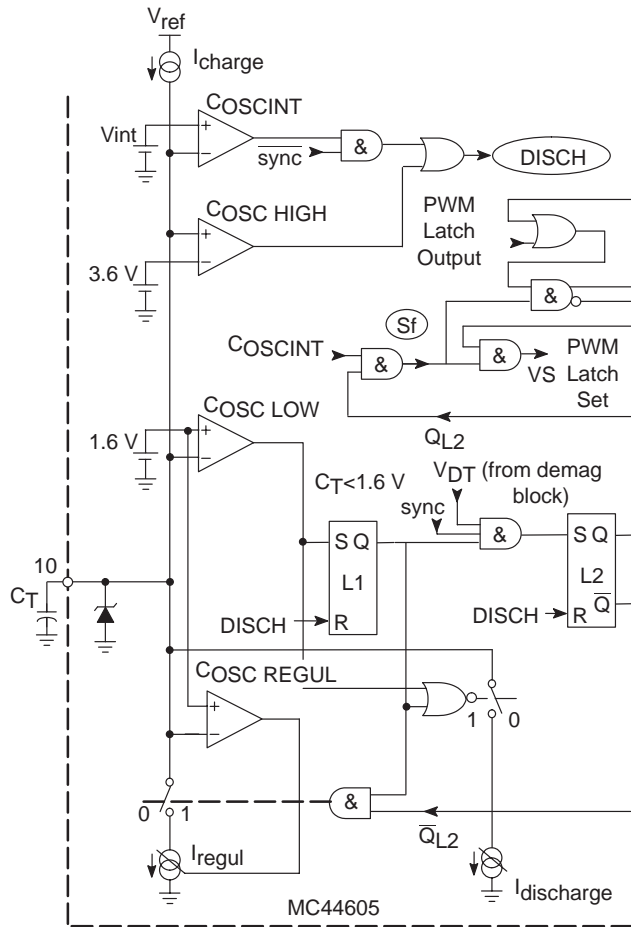 Vref
Icharge
COSCINT
Vint
sync
&
DISCH
COSC HIGH
3.6 V
PWM
Latch
Output
&
Sf
COSCINT
&
&
VS
PWM
Latch
Set
QL2
COSC LOW
1.6 V
CT<1.6 V
VDT (from demag
block)
sync
&
S Q
L1
R
DISCH
S Q
L2
Q
R
DISCH
10
CT
COSC REGUL
1 0
0 1
&
QL2
Iregul
Idischarge
MC44605